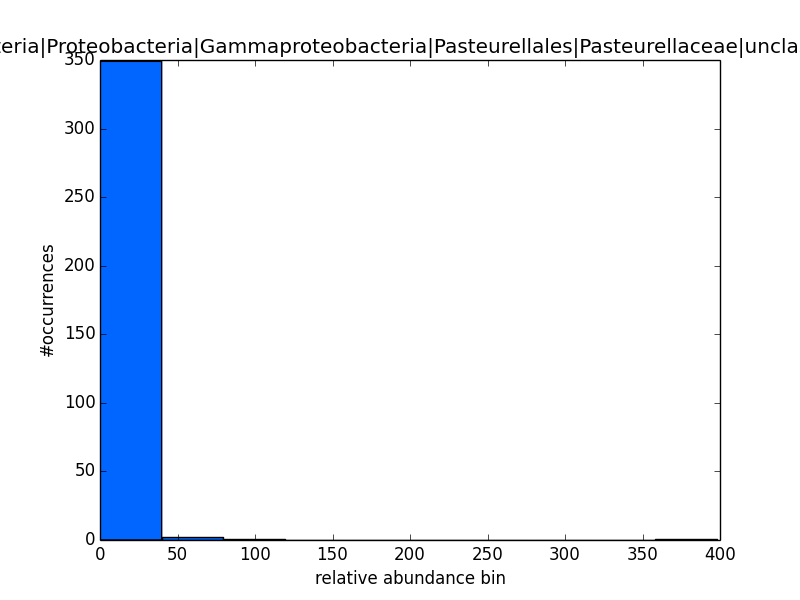 teria|Proteobacteria|Gammaproteobacteria|Pasteurellales|Pasteurellaceae|uncla
350
300
250
200
150
100
50
0
#occurrences
0 50 100 150 200 250 300 350 400
relative abundance bin